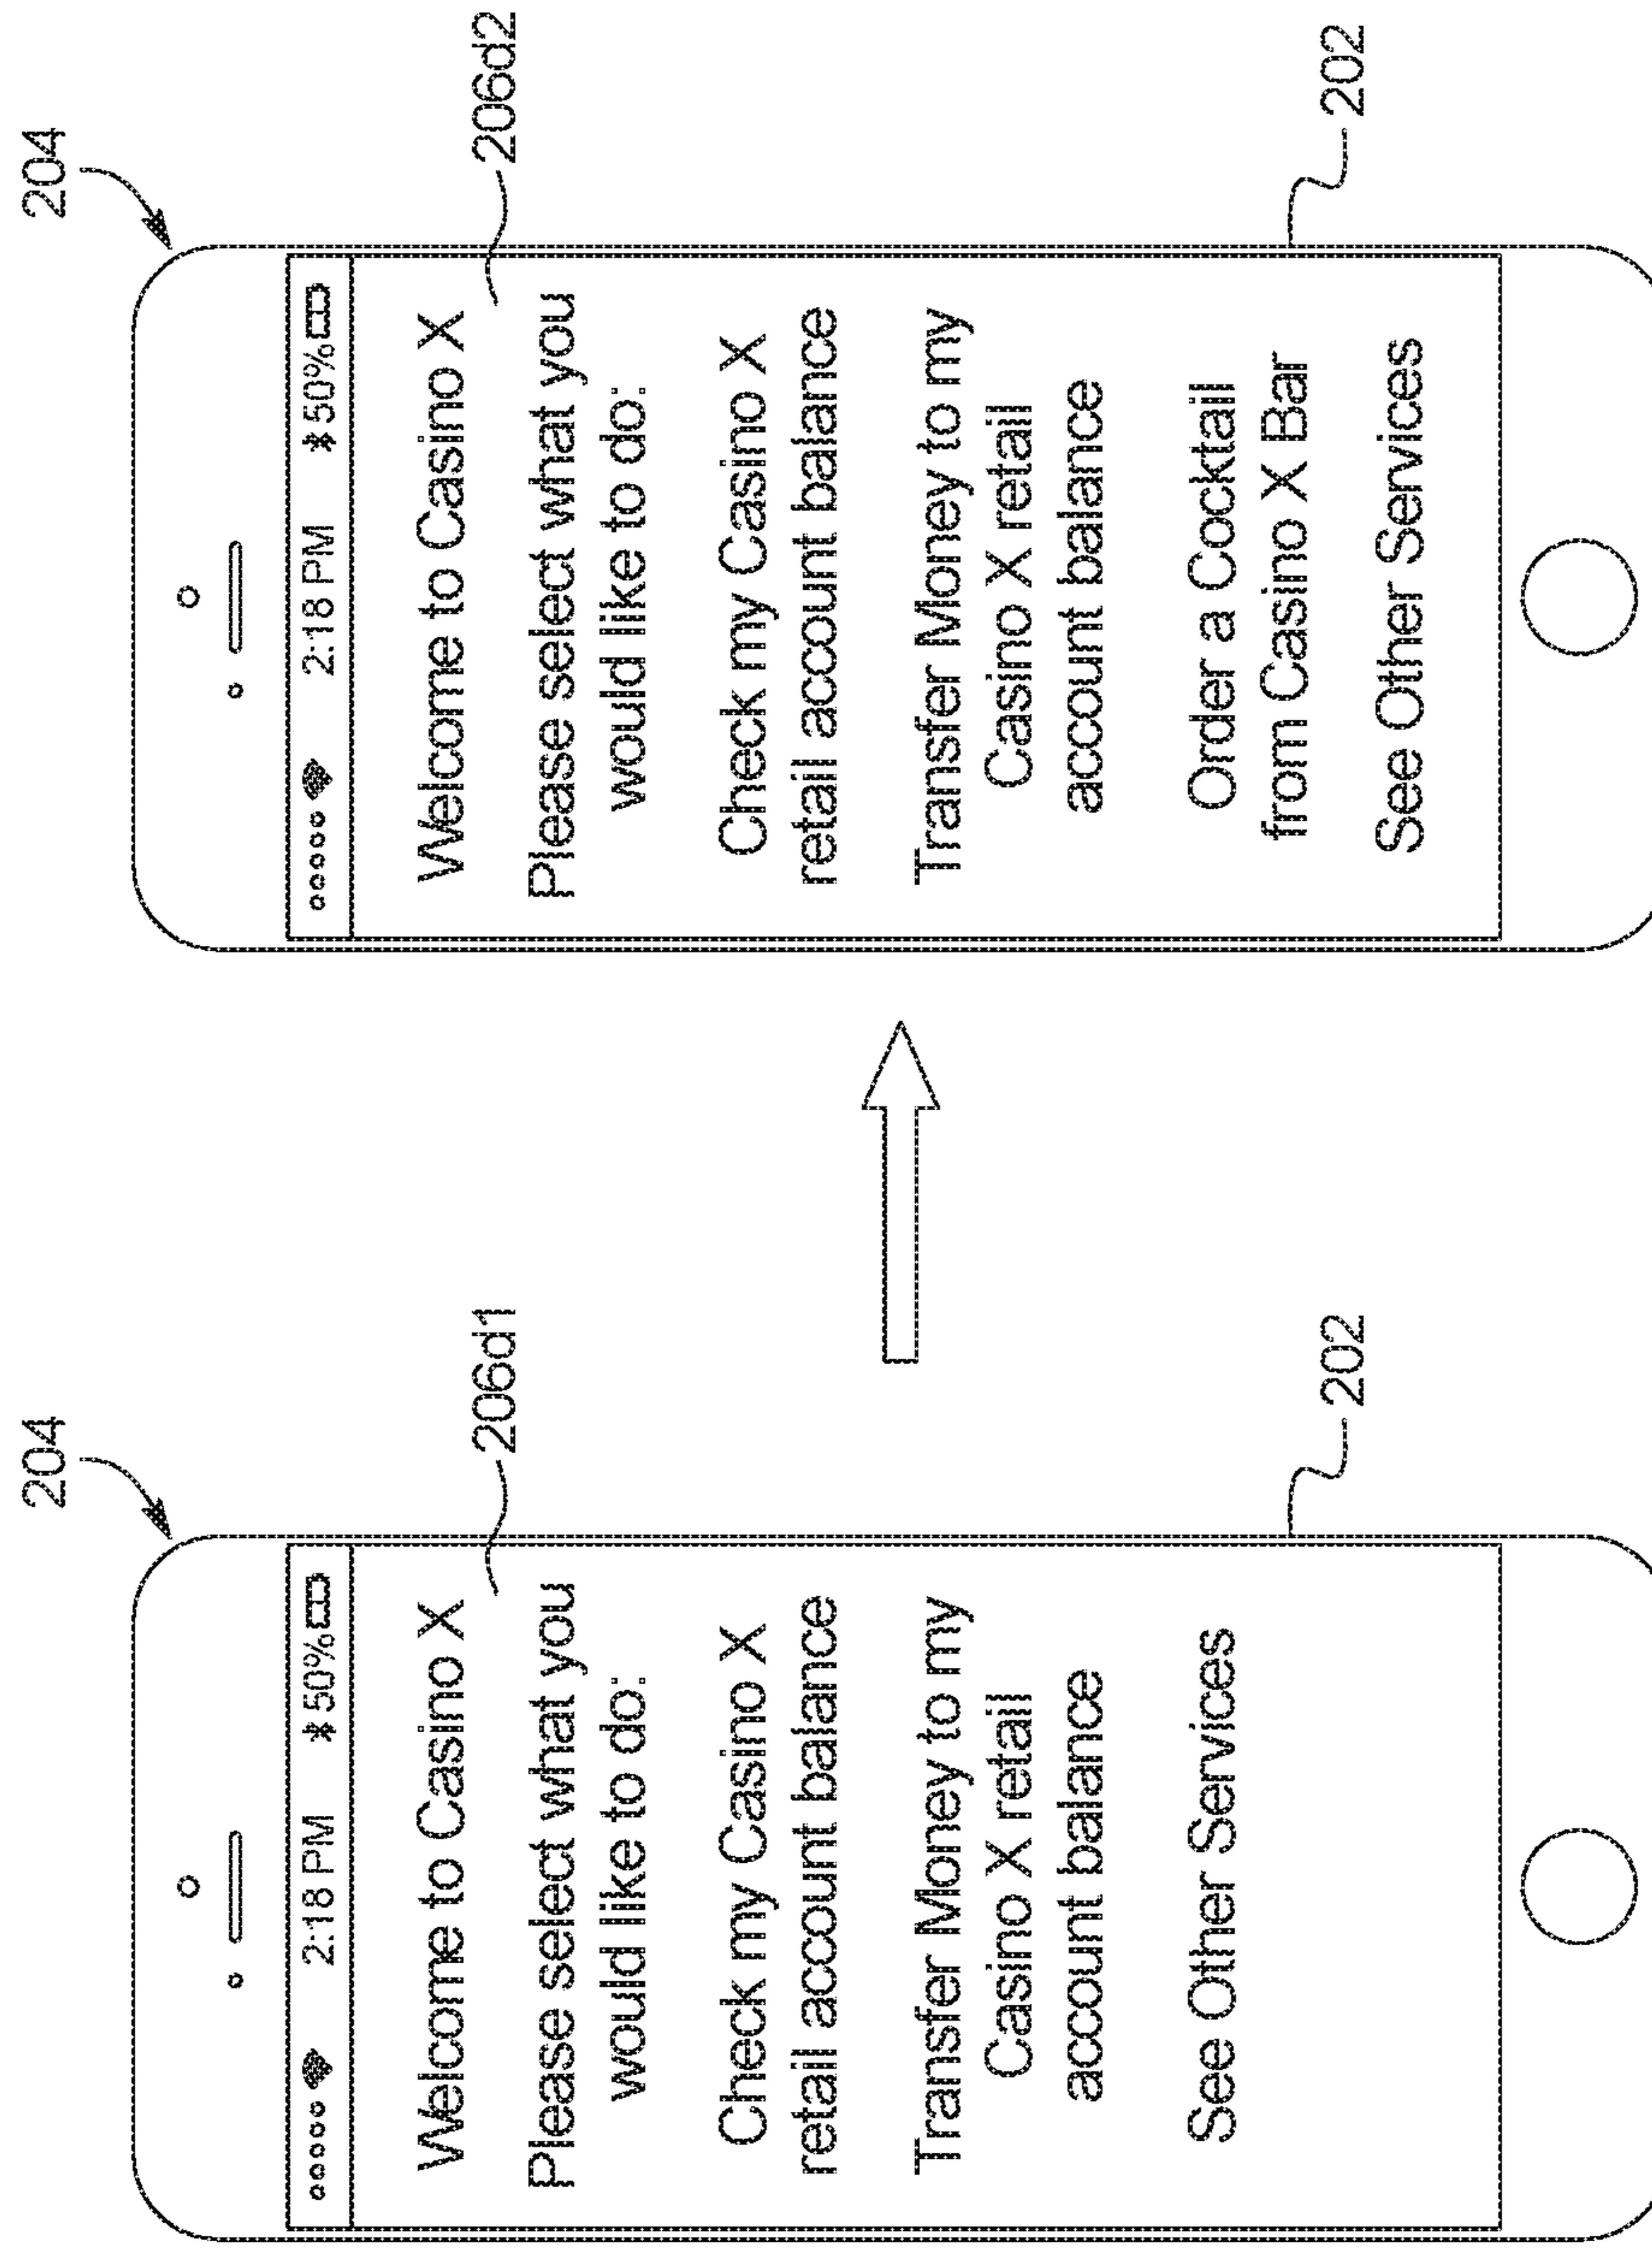 204
2:18 PM 50%
206d1
Welcome to Casino X
Please select what you
would like to do:
Check my Casino X
retail account balance
Transfer Money to my
Casino X retail
account balance
See Other Services
202
204
2:18 PM 50%
206d2
Welcome to Casino X
Please select what you
would like to do:
Check my Casino X
retail account balance
Transfer Money to my
Casino X retail
account balance
Order a Cocktail
from Casino X Bar
See Other Services
202